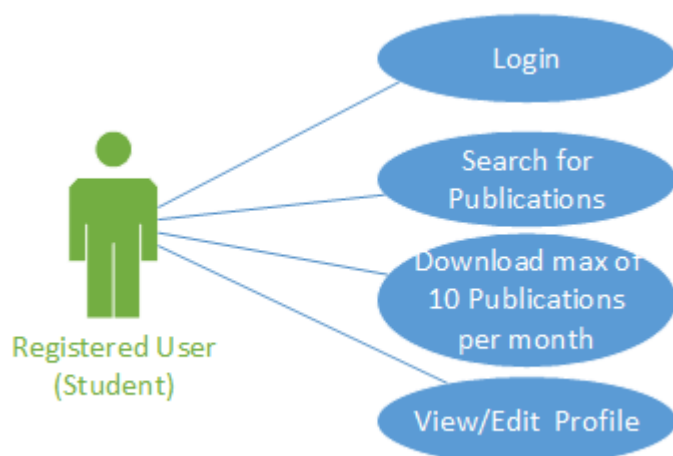 Login
Search for
Publications
Download max of
10 Publications
per month
Registered User
(Student)
View/Edit Profile